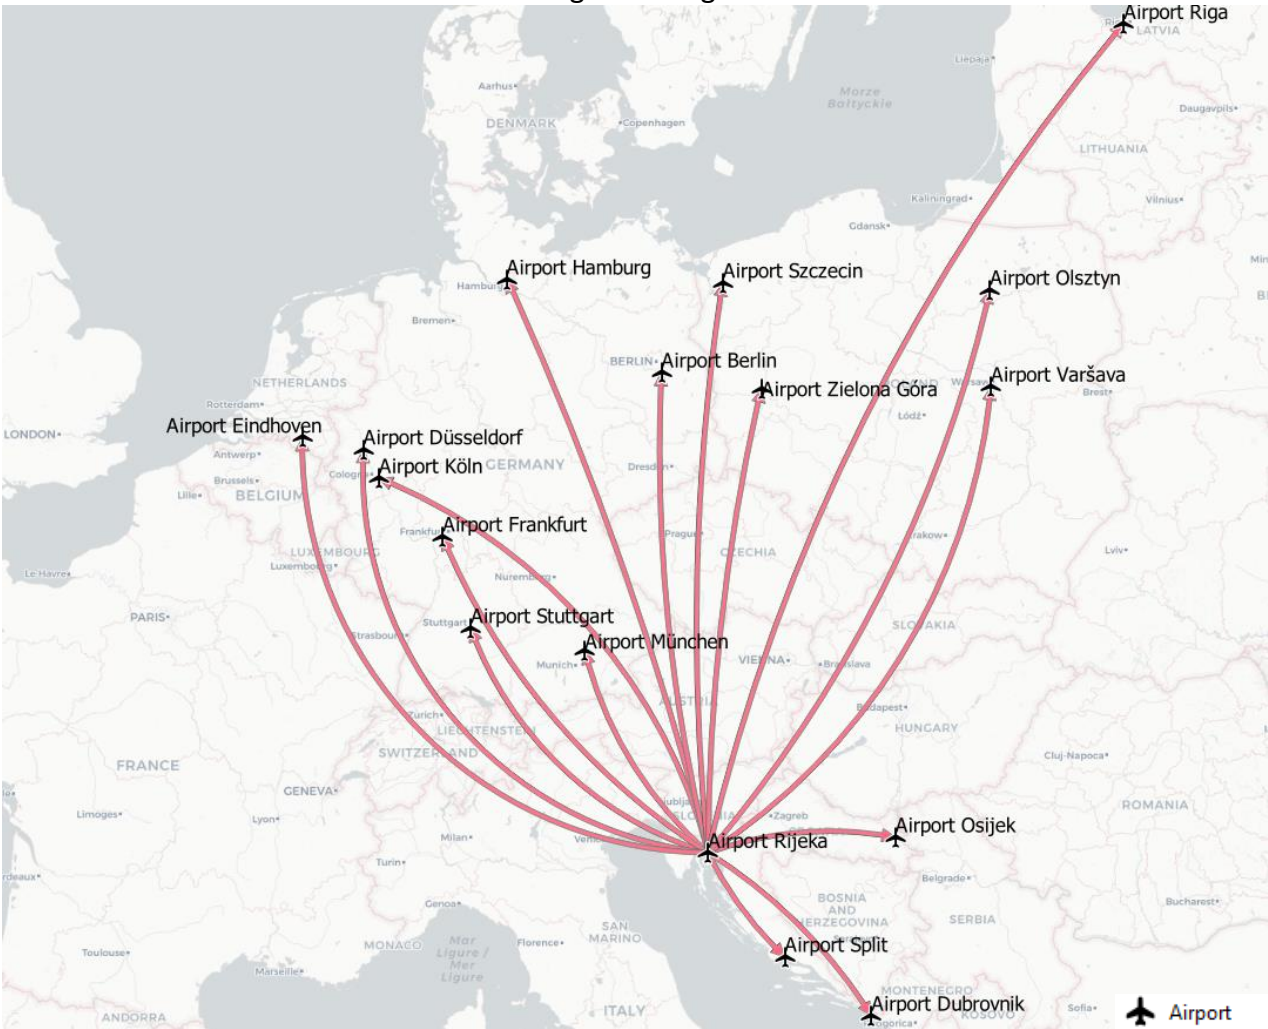 Airport Riga
LATVIA
Liepaja
Aarhus
Morze
Bałtyckie
Daugavpils
DENMARK
Copenhagen
LITHUANIA
Kaliningrad
Vilnius
Gdansk
Airport Hamburg
Airport Szczecin
Airport Olsztyn
Hamburg
Bremen
BERLIN
Airport Berlin
Airport Varšava
NETHERLANDS
Airport Zielona Góra
Brest
Rotterdam
Łódź
Airport Eindhoven
LONDON
Airport Düsseldorf
Antwerp
Airport Köln
GERMANY
Dresden
Cologne
Brussels
BELGIUM
Lille
Airport Frankfurt
Frankfurt
Prague
Krakow
LUXEMBOURG
CZECHIA
Lviv
Luxembourg
Le Havre
Nuremberg
PARIS
Airport Stuttgart
Stuttgart
SLOVAKIA
Strasbourg
Airport München
Munich
VIENNA
Bratislava
AUSTRIA
Budapest
Zurich
LIECHTENSTEIN
HUNGARY
SWITZERLAND
Cluj-Napoca
FRANCE
GENEVA
Ljubljana
ROMANIA
Limoges
Lyon
SLOVENIA
Zagreb
Airport Osijek
Milan
Airport Rijeka
Turin
Belgrade
Genoa
BOSNIA
AND
HERZEGOVINA
Bucharest
SERBIA
SAN
MARINO
MONACO
Mar
Ligure /
Mer
Ligure
Florence
Airport Split
Toulouse
Marseille
MONTENEGRO
Airport Dubrovnik
ITALY
Sofia
KOSOVO
Airport
ANDORRA
Podgorica